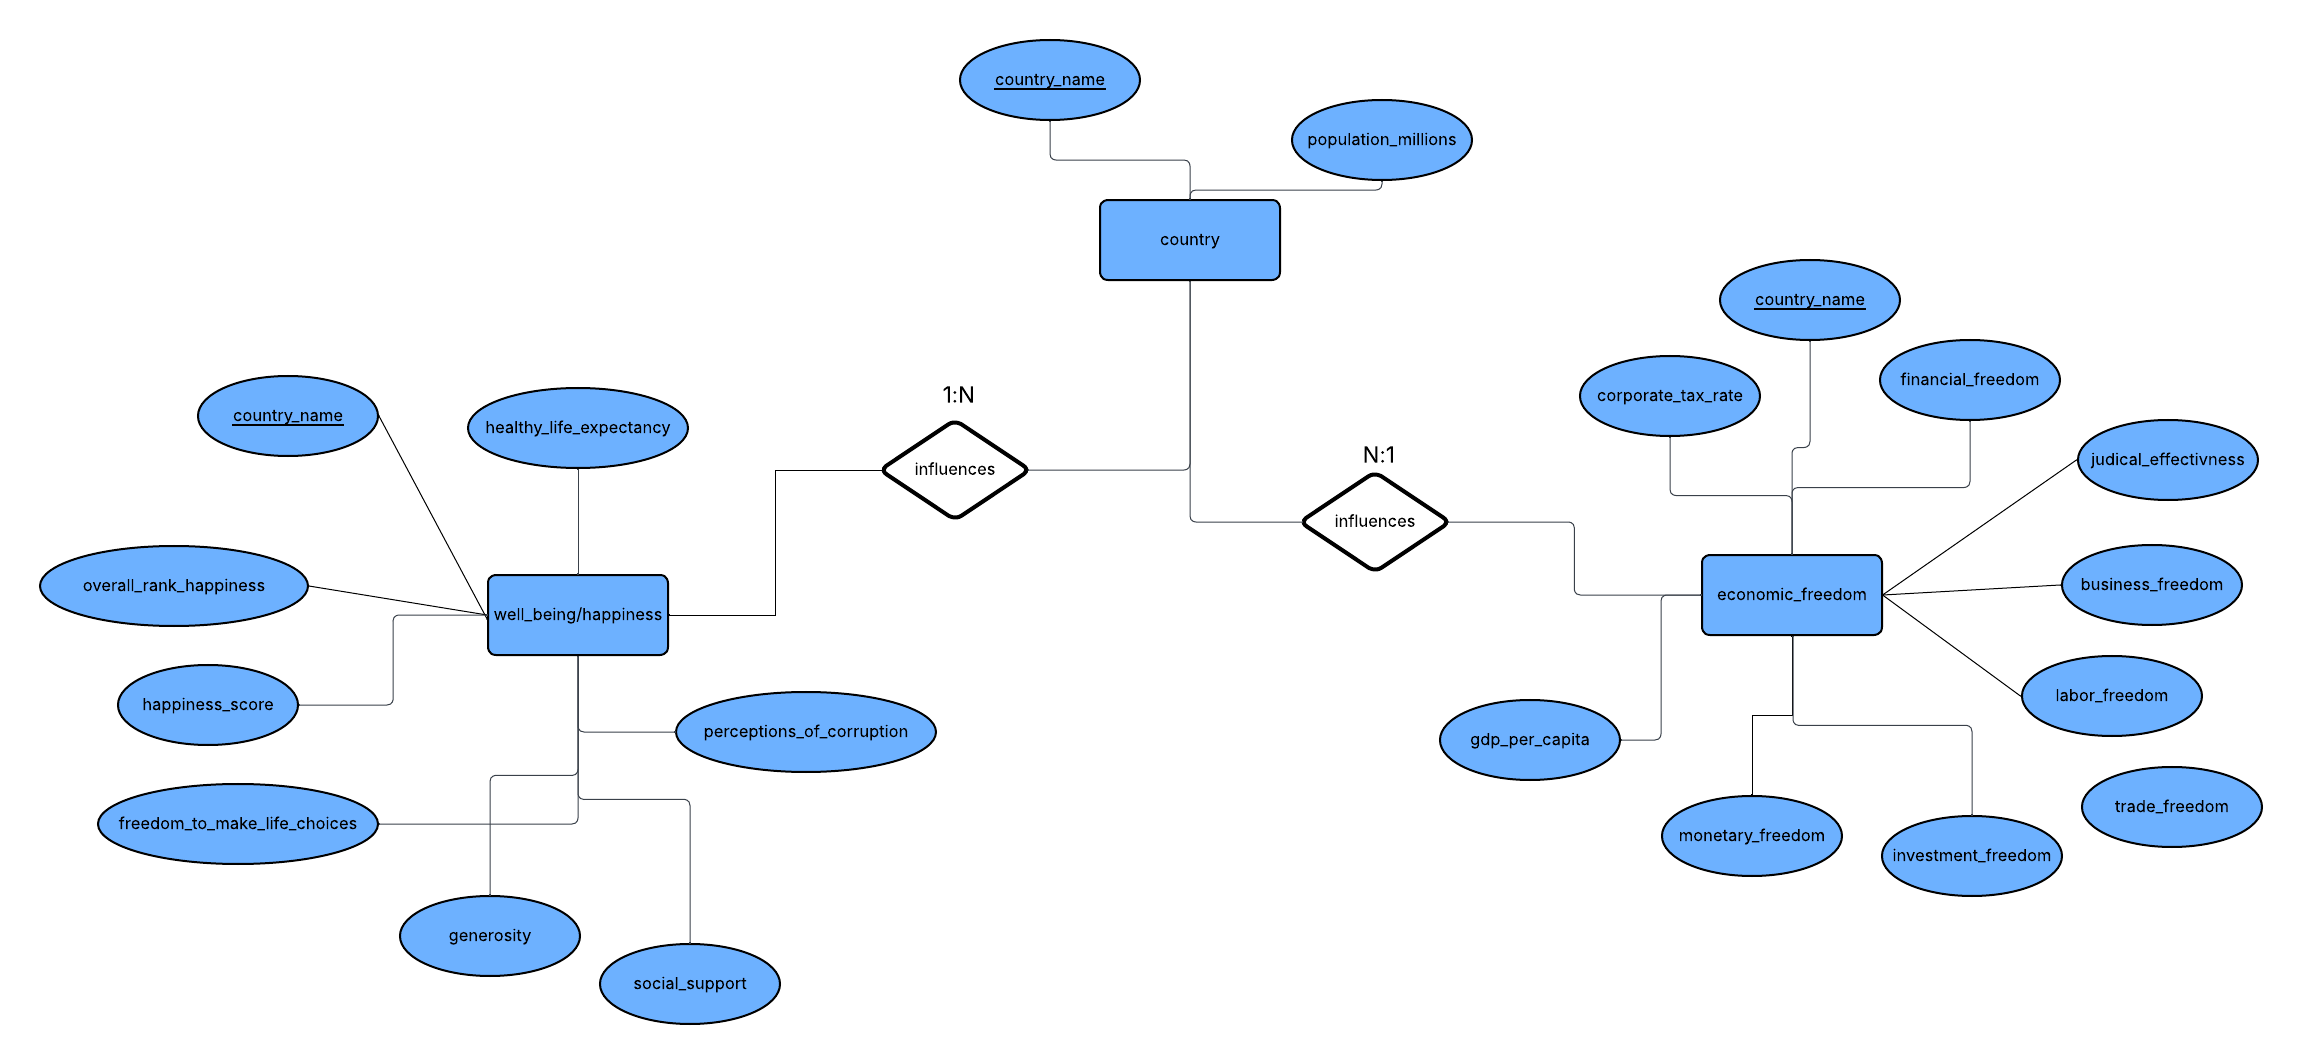 country_name
population_millions
country
country_name
corporate_tax_rate
financial_freedom
1:N
country_name
healthy_life_expectancy
influences
N:1
influences
judical_effectivness
overall_rank_happiness
well_being/happiness
economic_freedom
business_freedom
happiness_score
perceptions_of_corruption
gdp_per_capita
labor_freedom
freedom_to_make_life_choices
monetary_freedom
investment_freedom
trade_freedom
generosity
social_support